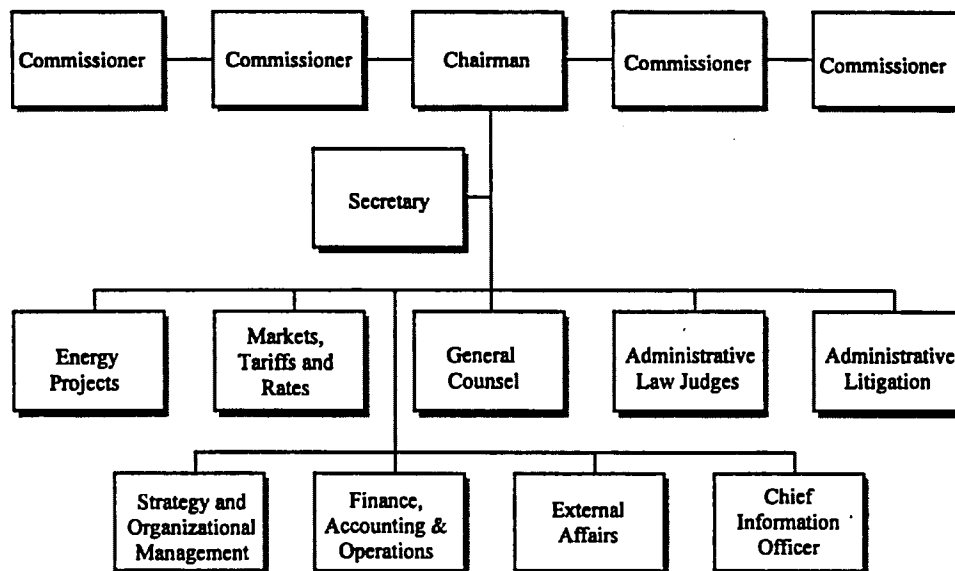 Commissioner
Commissioner
Chairman
Commissioner
Commissioner
Secretary
Energy
Projects
Markets,
Tariffs and
Rates
General
Counsel
Administrative
Law Judges
Administrative
Litigation
Strategy and
Organizational
Management
Finance,
Accounting &
Operations
External
Affairs
Chief
Information
Officer